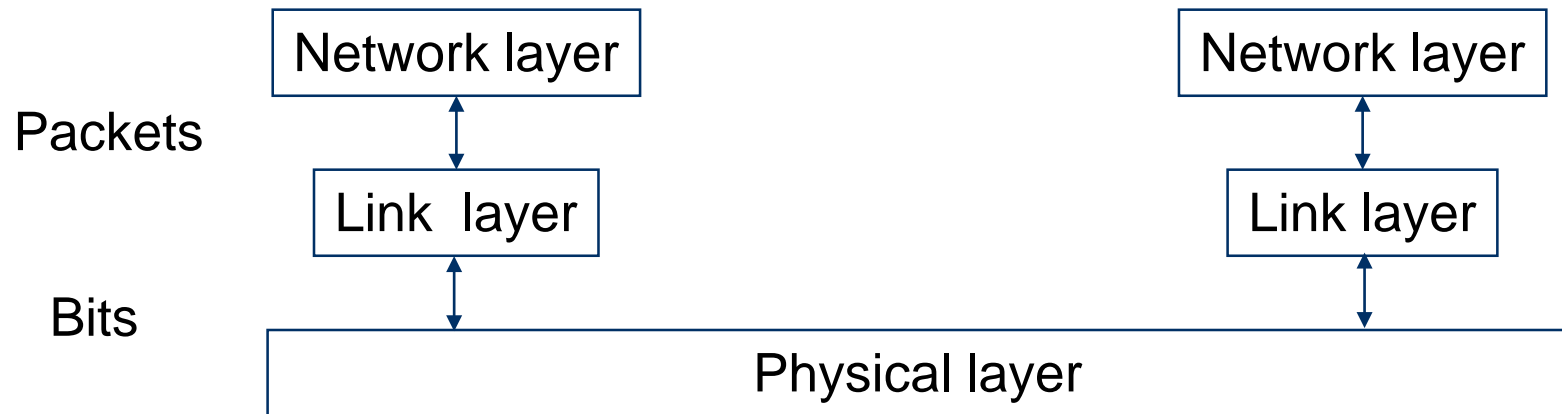 Network layer
Network layer
Packets
Link layer
Link layer
Bits
Physical layer